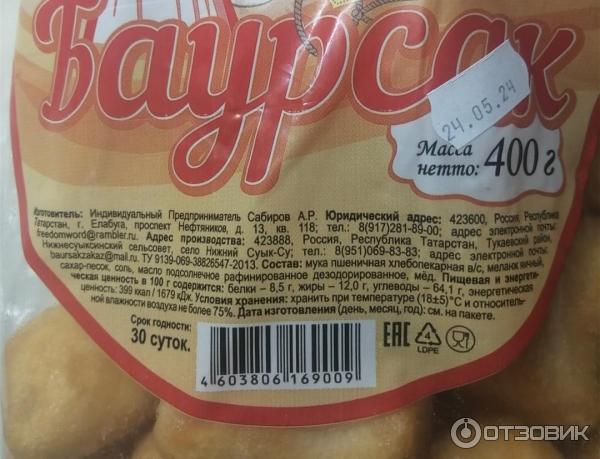 Баурсак
24.05.24
Масса
нетто: 400 г
Изготовитель: Индивидуальный Предприниматель Сабиров А.Р. Юридический адрес: 423600, Россия, Республика
Татарстан, г. Елабуга, проспект Нефтяников, д. 13, кв. 118; тел.: 8(917)281-89-00; адрес электронной почты:
freedomword@rambler.ru. Адрес производства: 423888, Россия, Республика Татарстан, Тукаевский район,
Нижнесуыксинский сельсовет, село Нижний Суык-Су; тел.: 8(951)069-83-83; адрес электронной почты:
baursakzakaz@mail.ru. ТУ 9139-069-38826547-2013. Состав: мука пшеничная хлебопекарная в/с, меланж яичный,
сахар-песок, соль, масло подсолнечное рафинированное дезодорированное, мёд. Пищевая и энергети-
ческая ценность в 100 г содержится: белки – 8,5 г, жиры – 12,0 г, углеводы – 64,1 г, энергетическая
ценность: 399 ккал / 1679 кДж. Условия хранения: хранить при температуре (18±5)°С и относитель-
ной влажности воздуха не более 75%. Дата изготовления (день, месяц, год): см. на пакете.
Срок годности:
30 суток.
4 603806 169009
EAC
4
LDPE
ОТЗОВИК